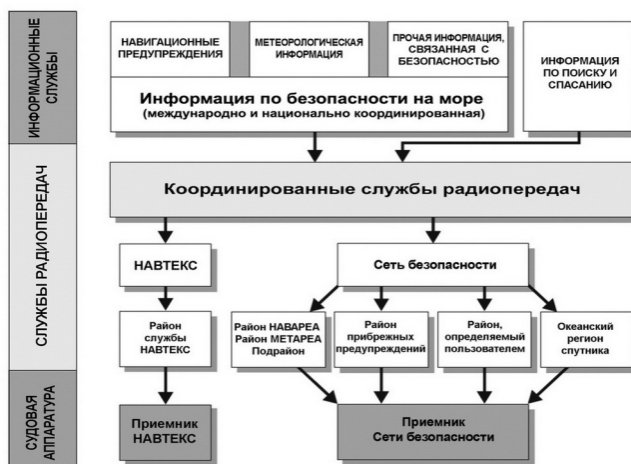 ИНФОРМАЦИОННЫЕ
СЛУЖБЫ
НАВИГАЦИОННЫЕ
ПРЕДУПРЕЖДЕНИЯ
МЕТЕОРОЛОГИЧЕСКАЯ
ИНФОРМАЦИЯ
ПРОЧАЯ ИНФОРМАЦИЯ,
СВЯЗАННАЯ С
БЕЗОПАСНОСТЬЮ
Информация по безопасности на море
(международно и национально координированная)
ИНФОРМАЦИЯ
ПО ПОИСКУ И
СПАСАНИЮ
СЛУЖБЫ РАДИОПЕРЕДАЧ
Координированные службы радиопередач
НАВТЕКС
Сеть безопасности
Район
службы
НАВТЕКС
Район НАВАРЕА
Район МЕТАРЕА
Подрайон
Район
прибрежных
предупреждений
Район,
определяемый
пользователем
Океанский
регион
спутника
СУДОВАЯ
АППАРАТУРА
Приемник
НАВТЕКС
Приемник
Сети безопасности